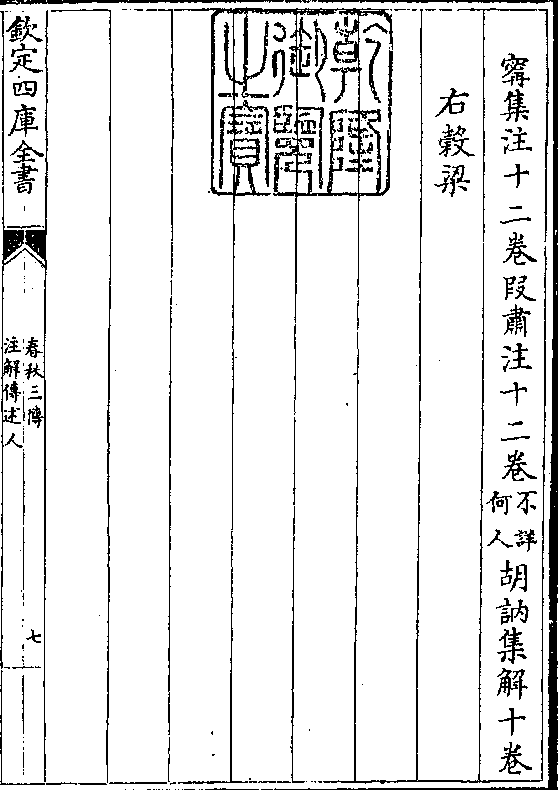 甯集注十二卷段肅注十二卷不詳何人胡訥集解十卷
右穀梁
乾隆御覽之寶
欽定四庫全書
春秋三傳
注解傳述人
七